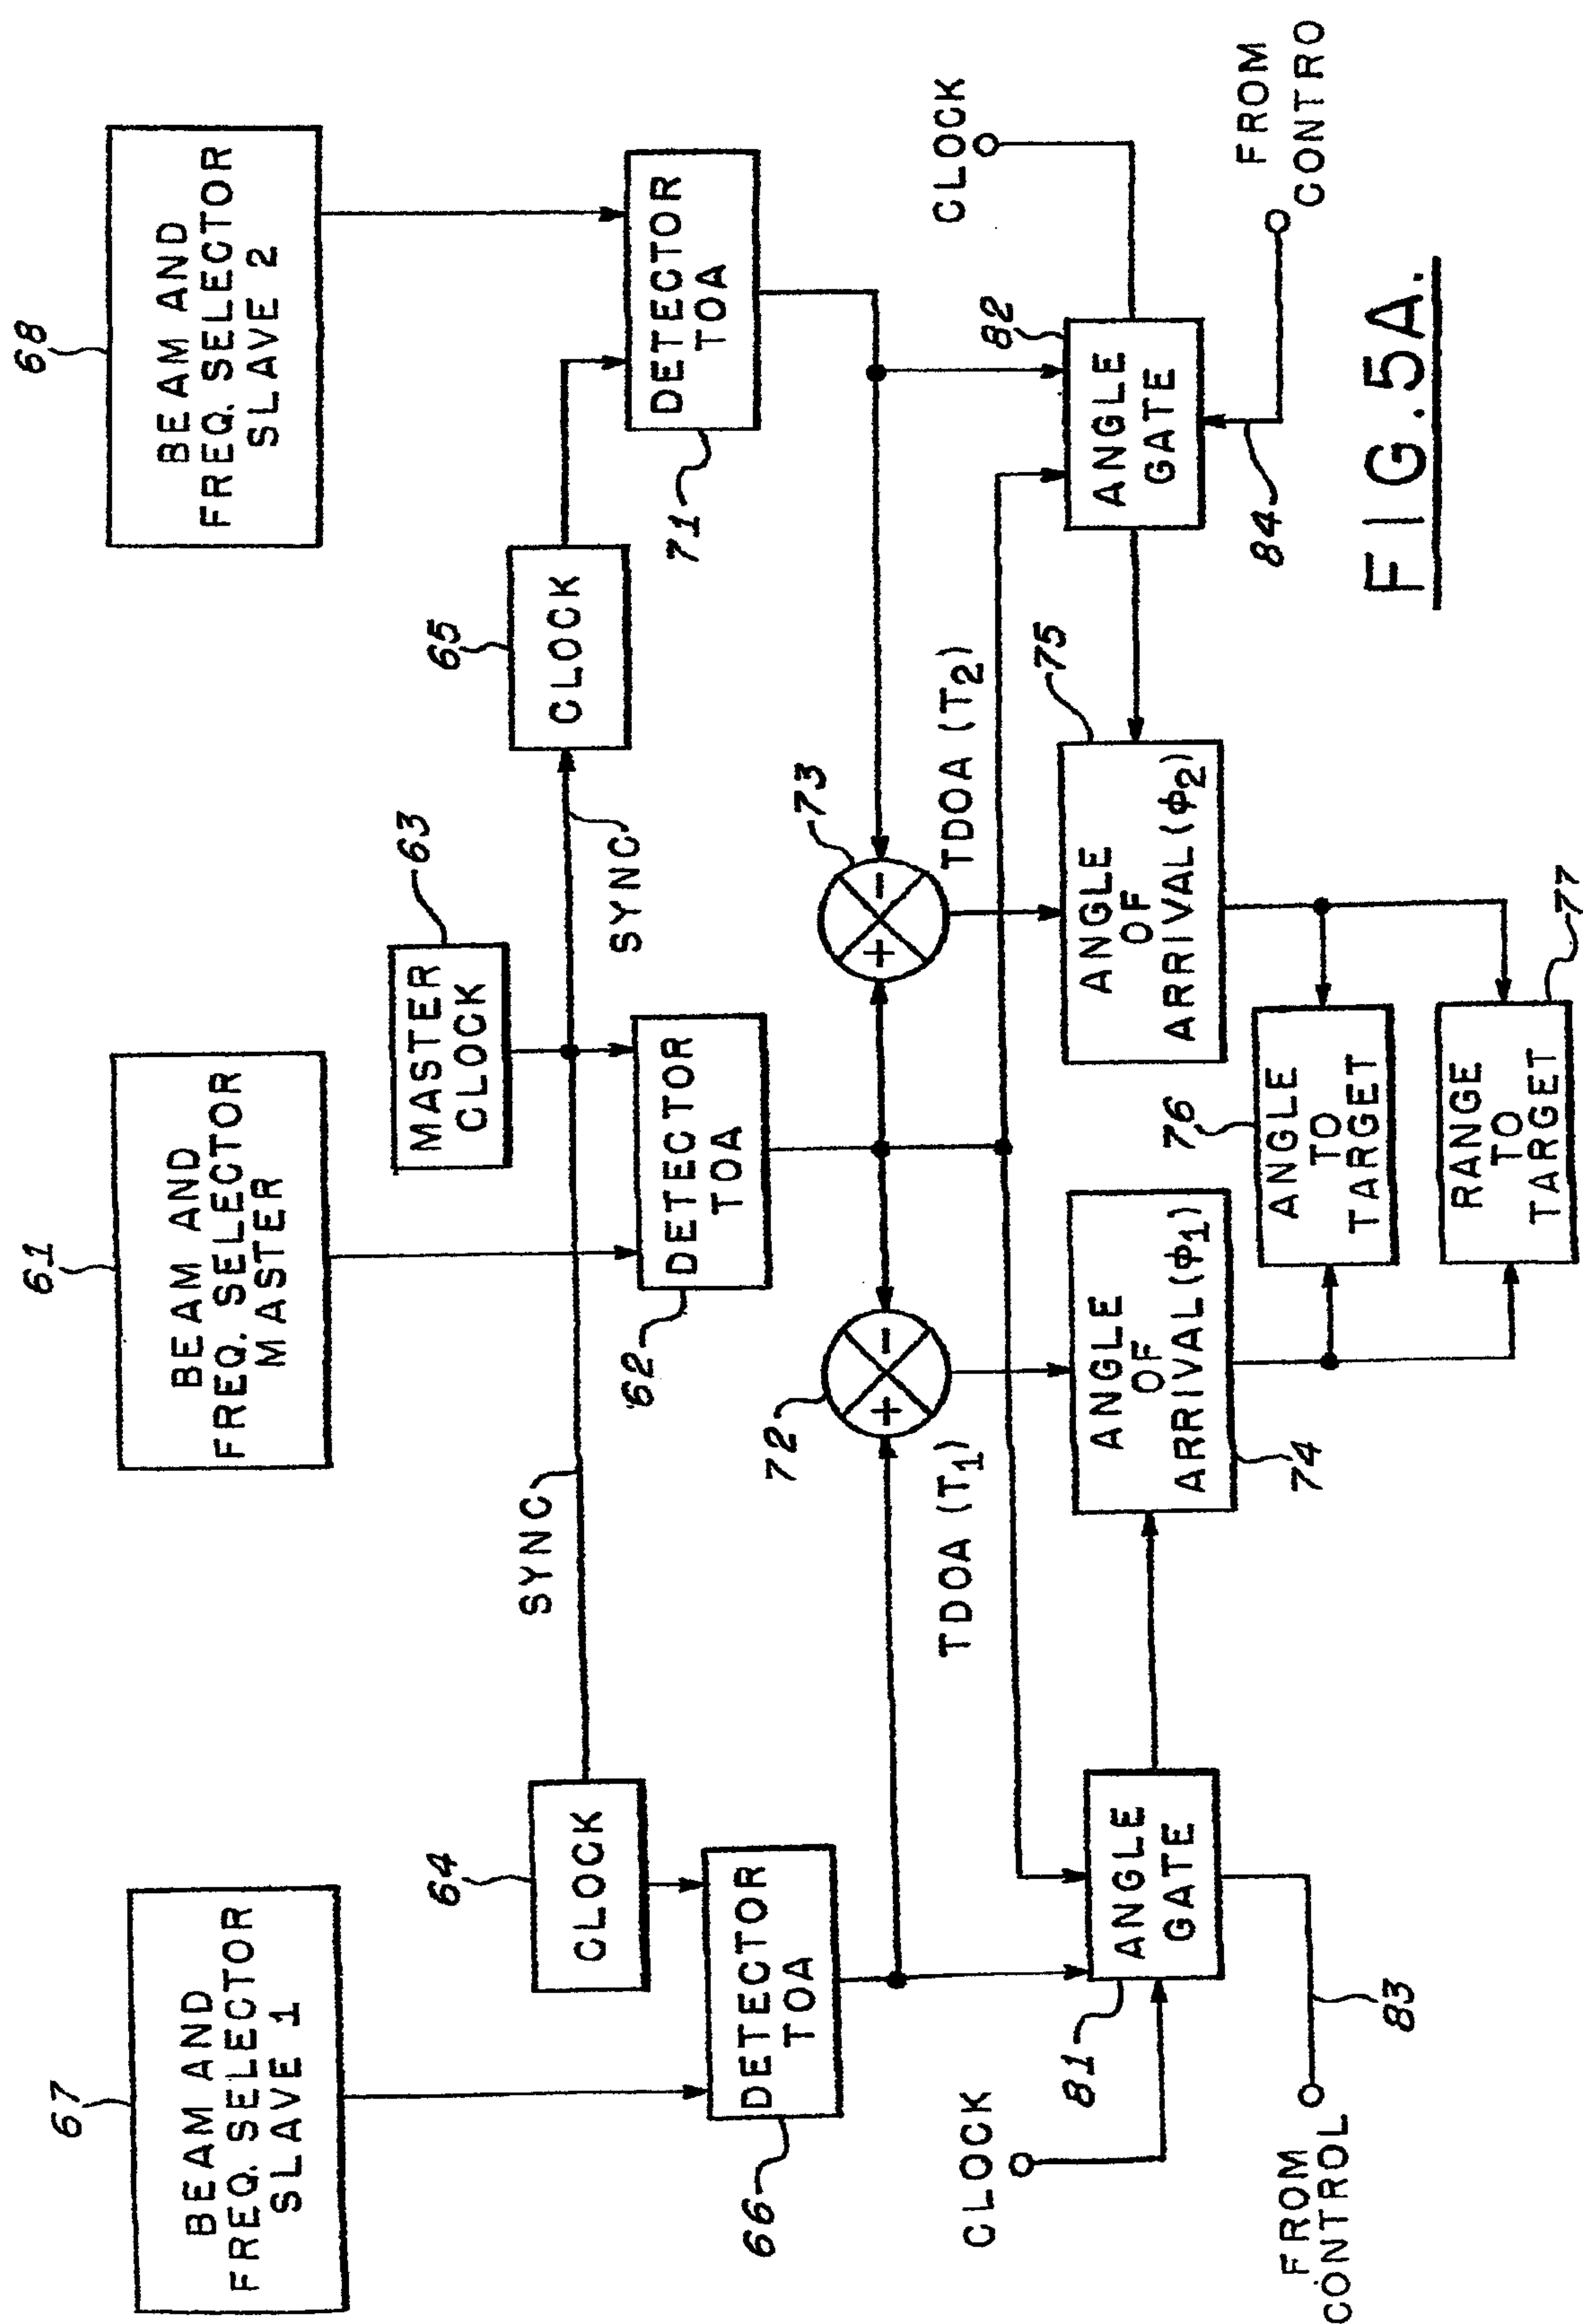 67
BEAM AND
FREQ. SELECTOR
SLAVE 1
61
BEAM AND
FREQ. SELECTOR
MASTER
68
BEAM AND
FREQ. SELECTOR
SLAVE 2
64
CLOCK
SYNC
MASTER
CLOCK
63
SYNC
65
CLOCK
DETECTOR
TOA
66
DETECTOR
TOA
62
DETECTOR
TOA
71
72
+
-
73
+
-
TDOA (T1)
TDOA (T2)
CLOCK
81
ANGLE
GATE
ANGLE
OF
ARRIVAL(ϕ1)
74
ANGLE
OF
ARRIVAL(ϕ2)
75
82
ANGLE
GATE
CLOCK
FROM
CONTROL
83
76
ANGLE
TO
TARGET
RANGE
TO
TARGET
77
84
FROM
CONTRO
FIG.5A.